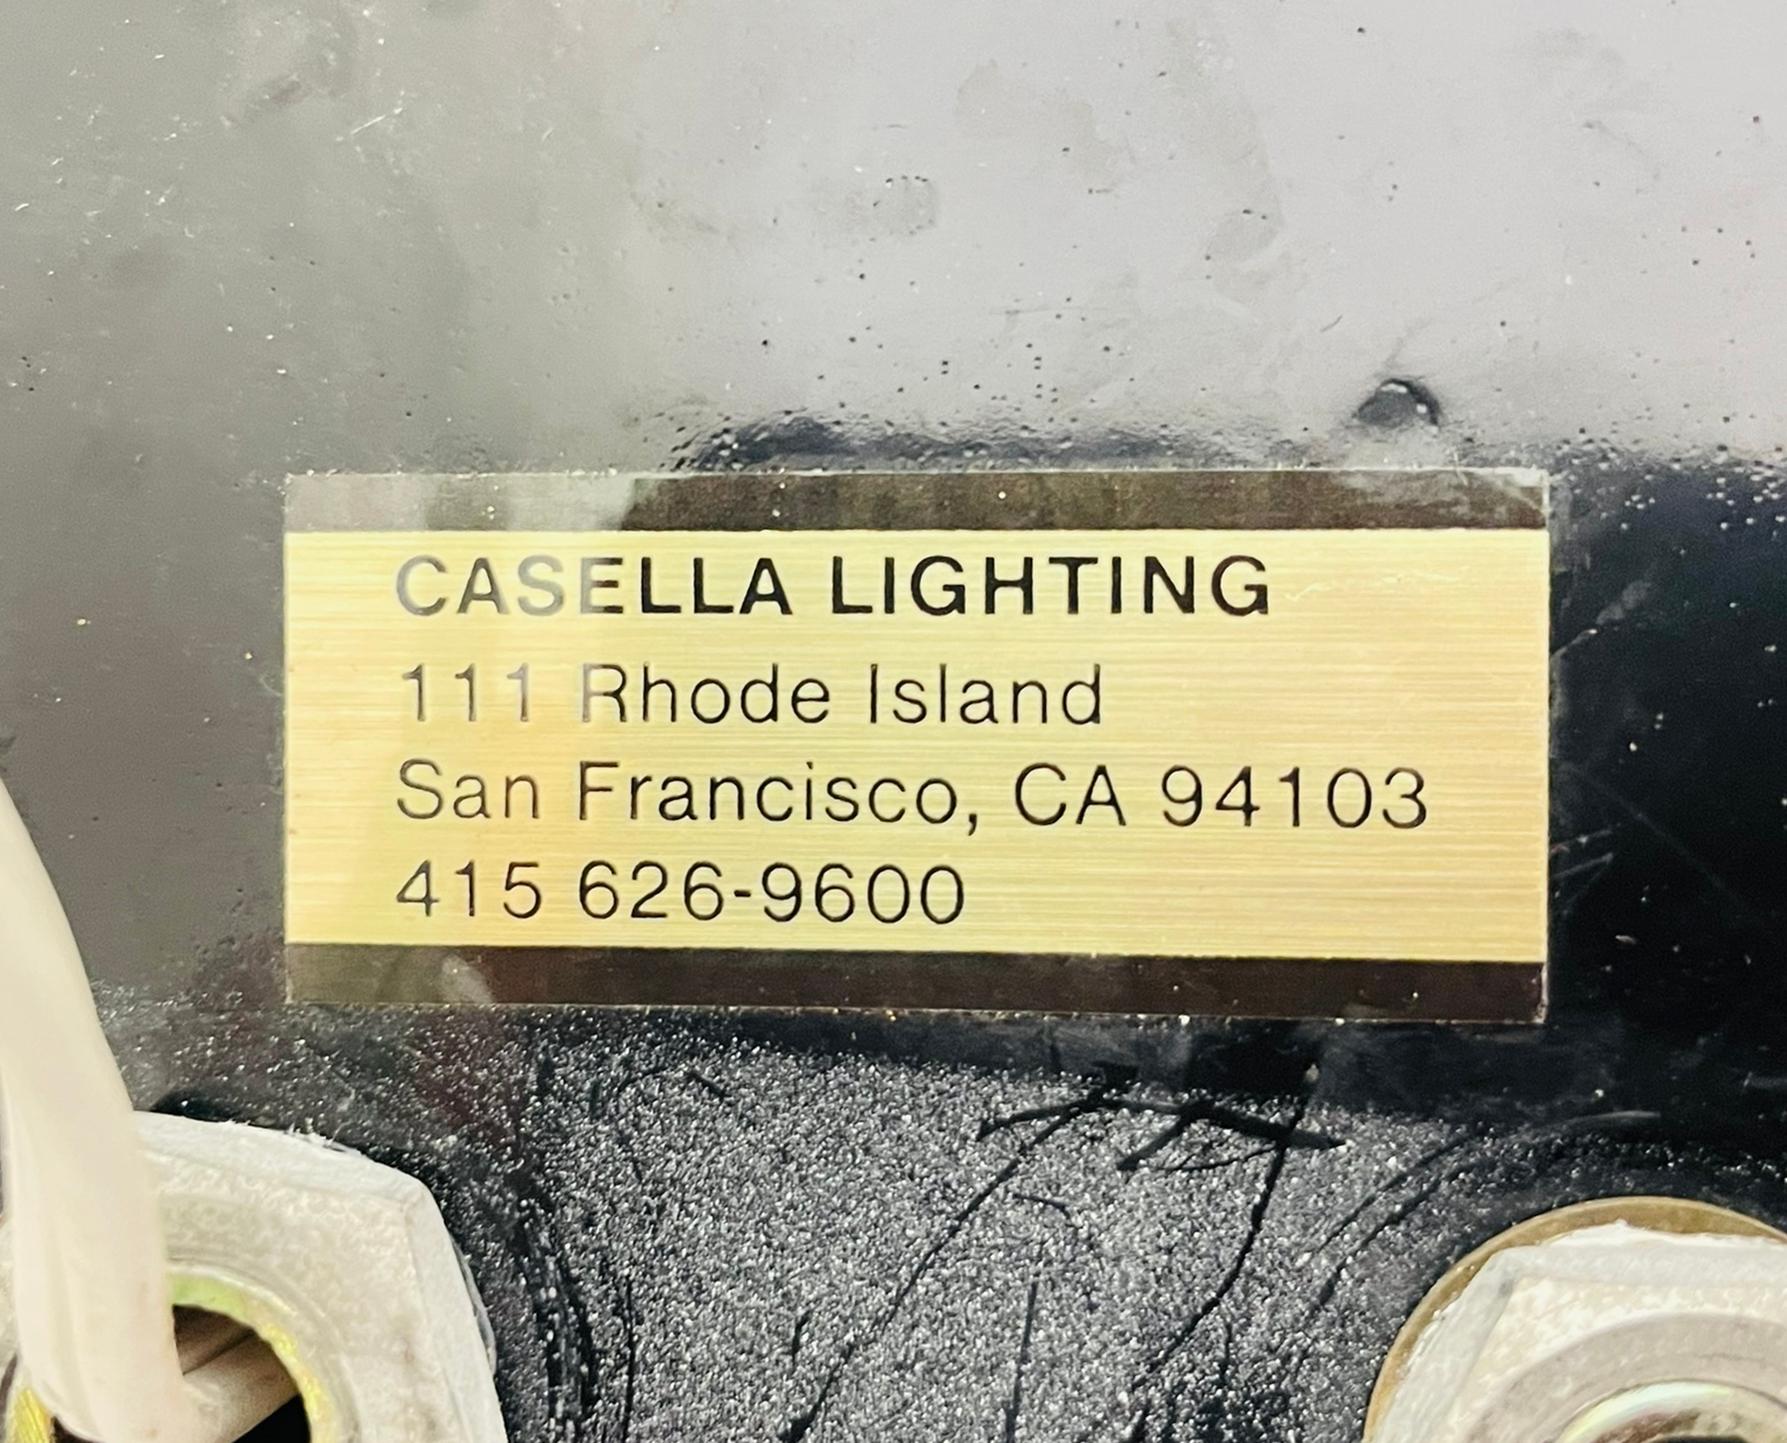 CASELLA LIGHTING
111 Rhode Island
San Francisco, CA 94103
415 626-9600